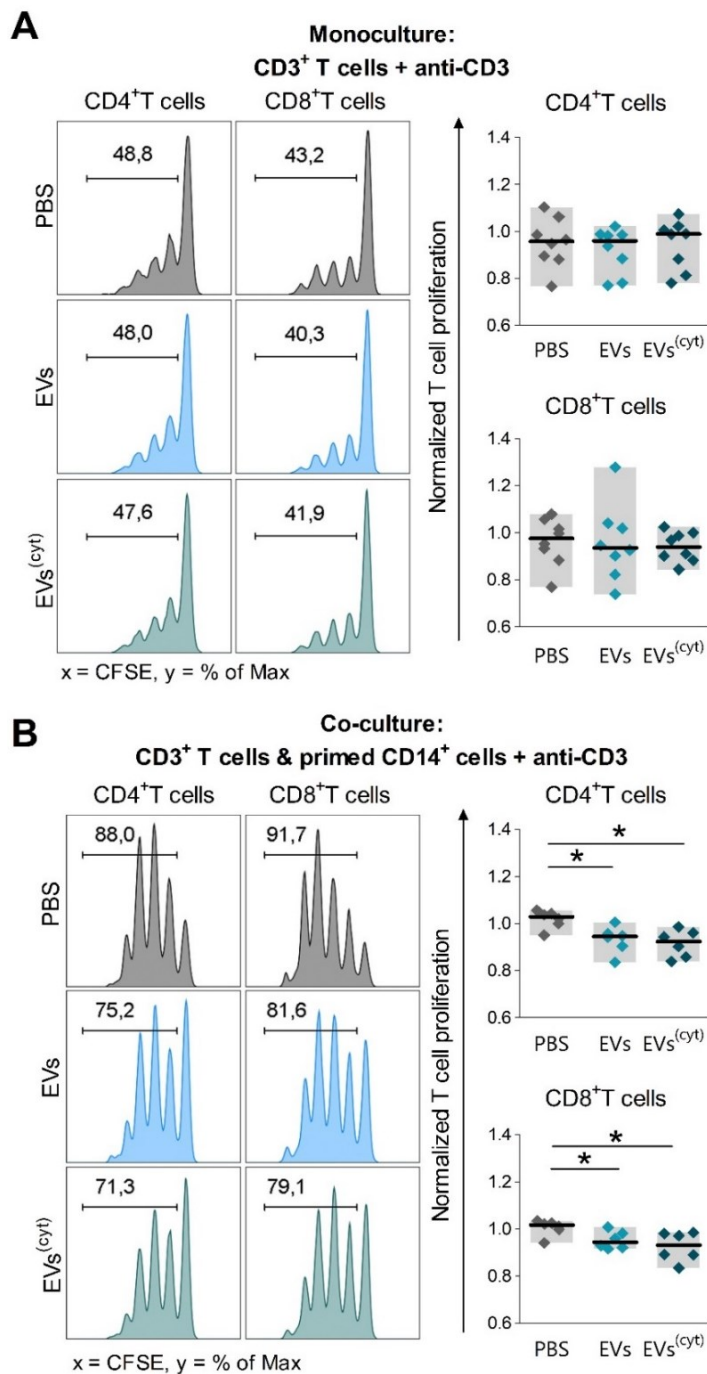 A
Monoculture:
CD3⁺ T cells + anti-CD3
CD4⁺T cells
CD8⁺T cells
PBS
48,8
43,2
EVs
48,0
40,3
EVs⁽ᶜʸᵗ⁾
47,6
41,9
x = CFSE, y = % of Max
Normalized T cell proliferation
CD4⁺T cells
1.4
1.2
1.0
0.8
0.6
PBS EVs EVs⁽ᶜʸᵗ⁾
CD8⁺T cells
1.4
1.2
1.0
0.8
0.6
PBS EVs EVs⁽ᶜʸᵗ⁾
B
Co-culture:
CD3⁺ T cells & primed CD14⁺ cells + anti-CD3
CD4⁺T cells
CD8⁺T cells
PBS
88,0
91,7
EVs
75,2
81,6
EVs⁽ᶜʸᵗ⁾
71,3
79,1
x = CFSE, y = % of Max
Normalized T cell proliferation
CD4⁺T cells
1.4
1.2
1.0
0.8
0.6
*
*
PBS EVs EVs⁽ᶜʸᵗ⁾
CD8⁺T cells
1.4
1.2
1.0
0.8
0.6
*
*
PBS EVs EVs⁽ᶜʸᵗ⁾